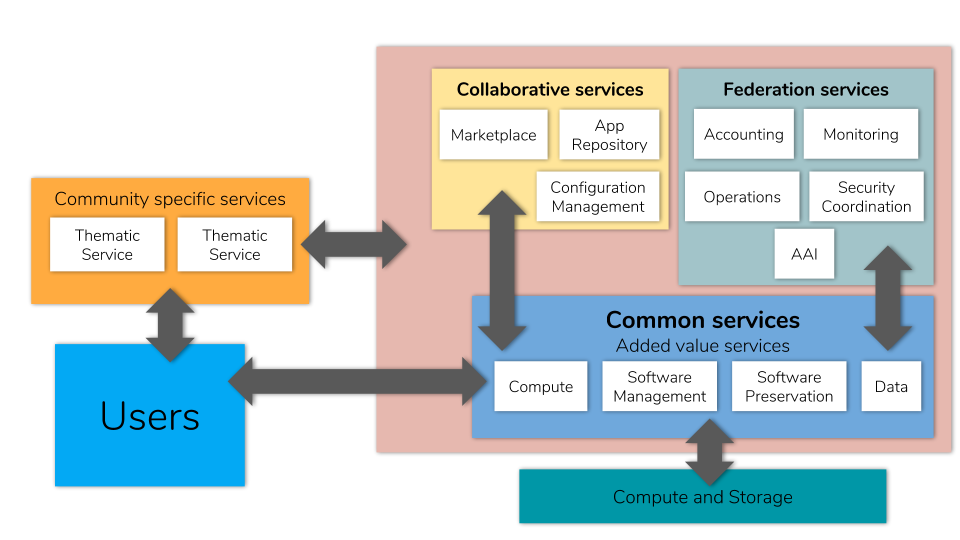 Collaborative services
Marketplace
App
Repository
Configuration
Management
Federation services
Accounting
Monitoring
Operations
Security
Coordination
AAI
Community specific services
Thematic
Service
Thematic
Service
Users
Common services
Added value services
Compute
Software
Management
Software
Preservation
Data
Compute and Storage